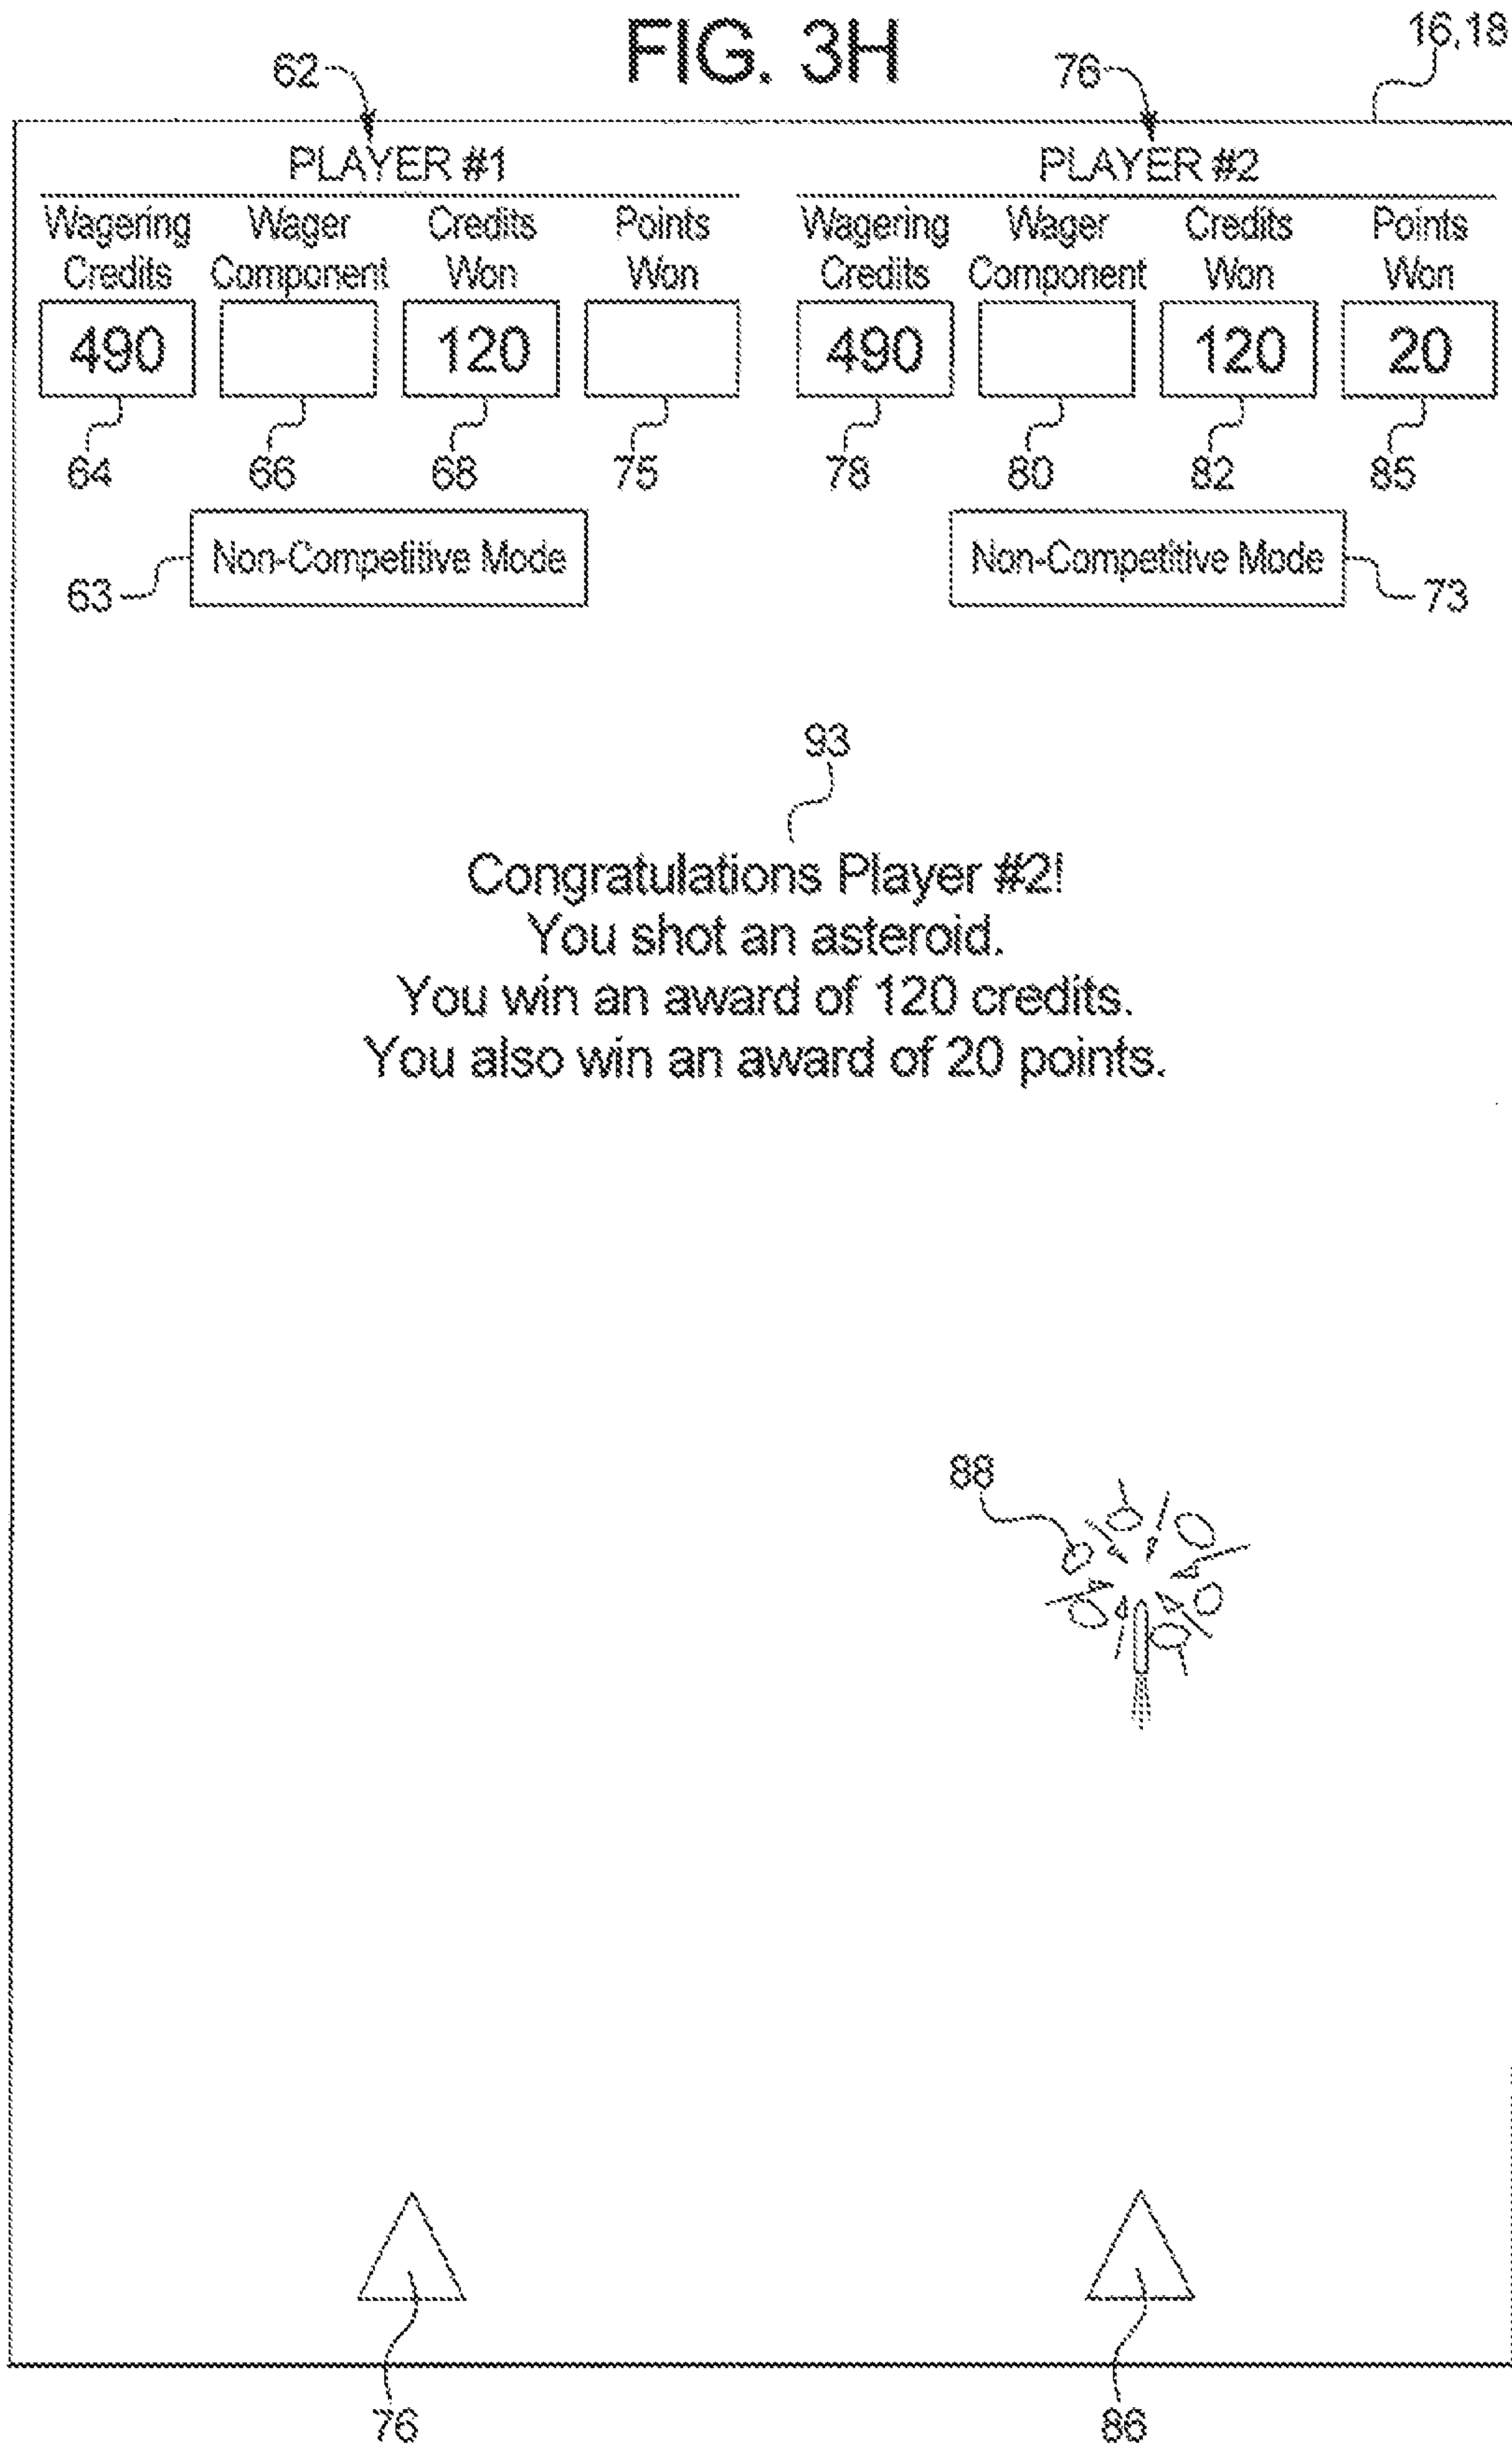 FIG. 3H
16,18
62
76
PLAYER #1
PLAYER #2
Wagering Credits
Wager Component
Credits Won
Points Won
Wagering Credits
Wager Component
Credits Won
Points Won
490
120
490
120
20
64
66
68
75
78
80
82
85
Non-Competitive Mode
Non-Competitive Mode
63
73
93
Congratulations Player #2!
You shot an asteroid.
You win an award of 120 credits.
You also win an award of 20 points.
88
76
86